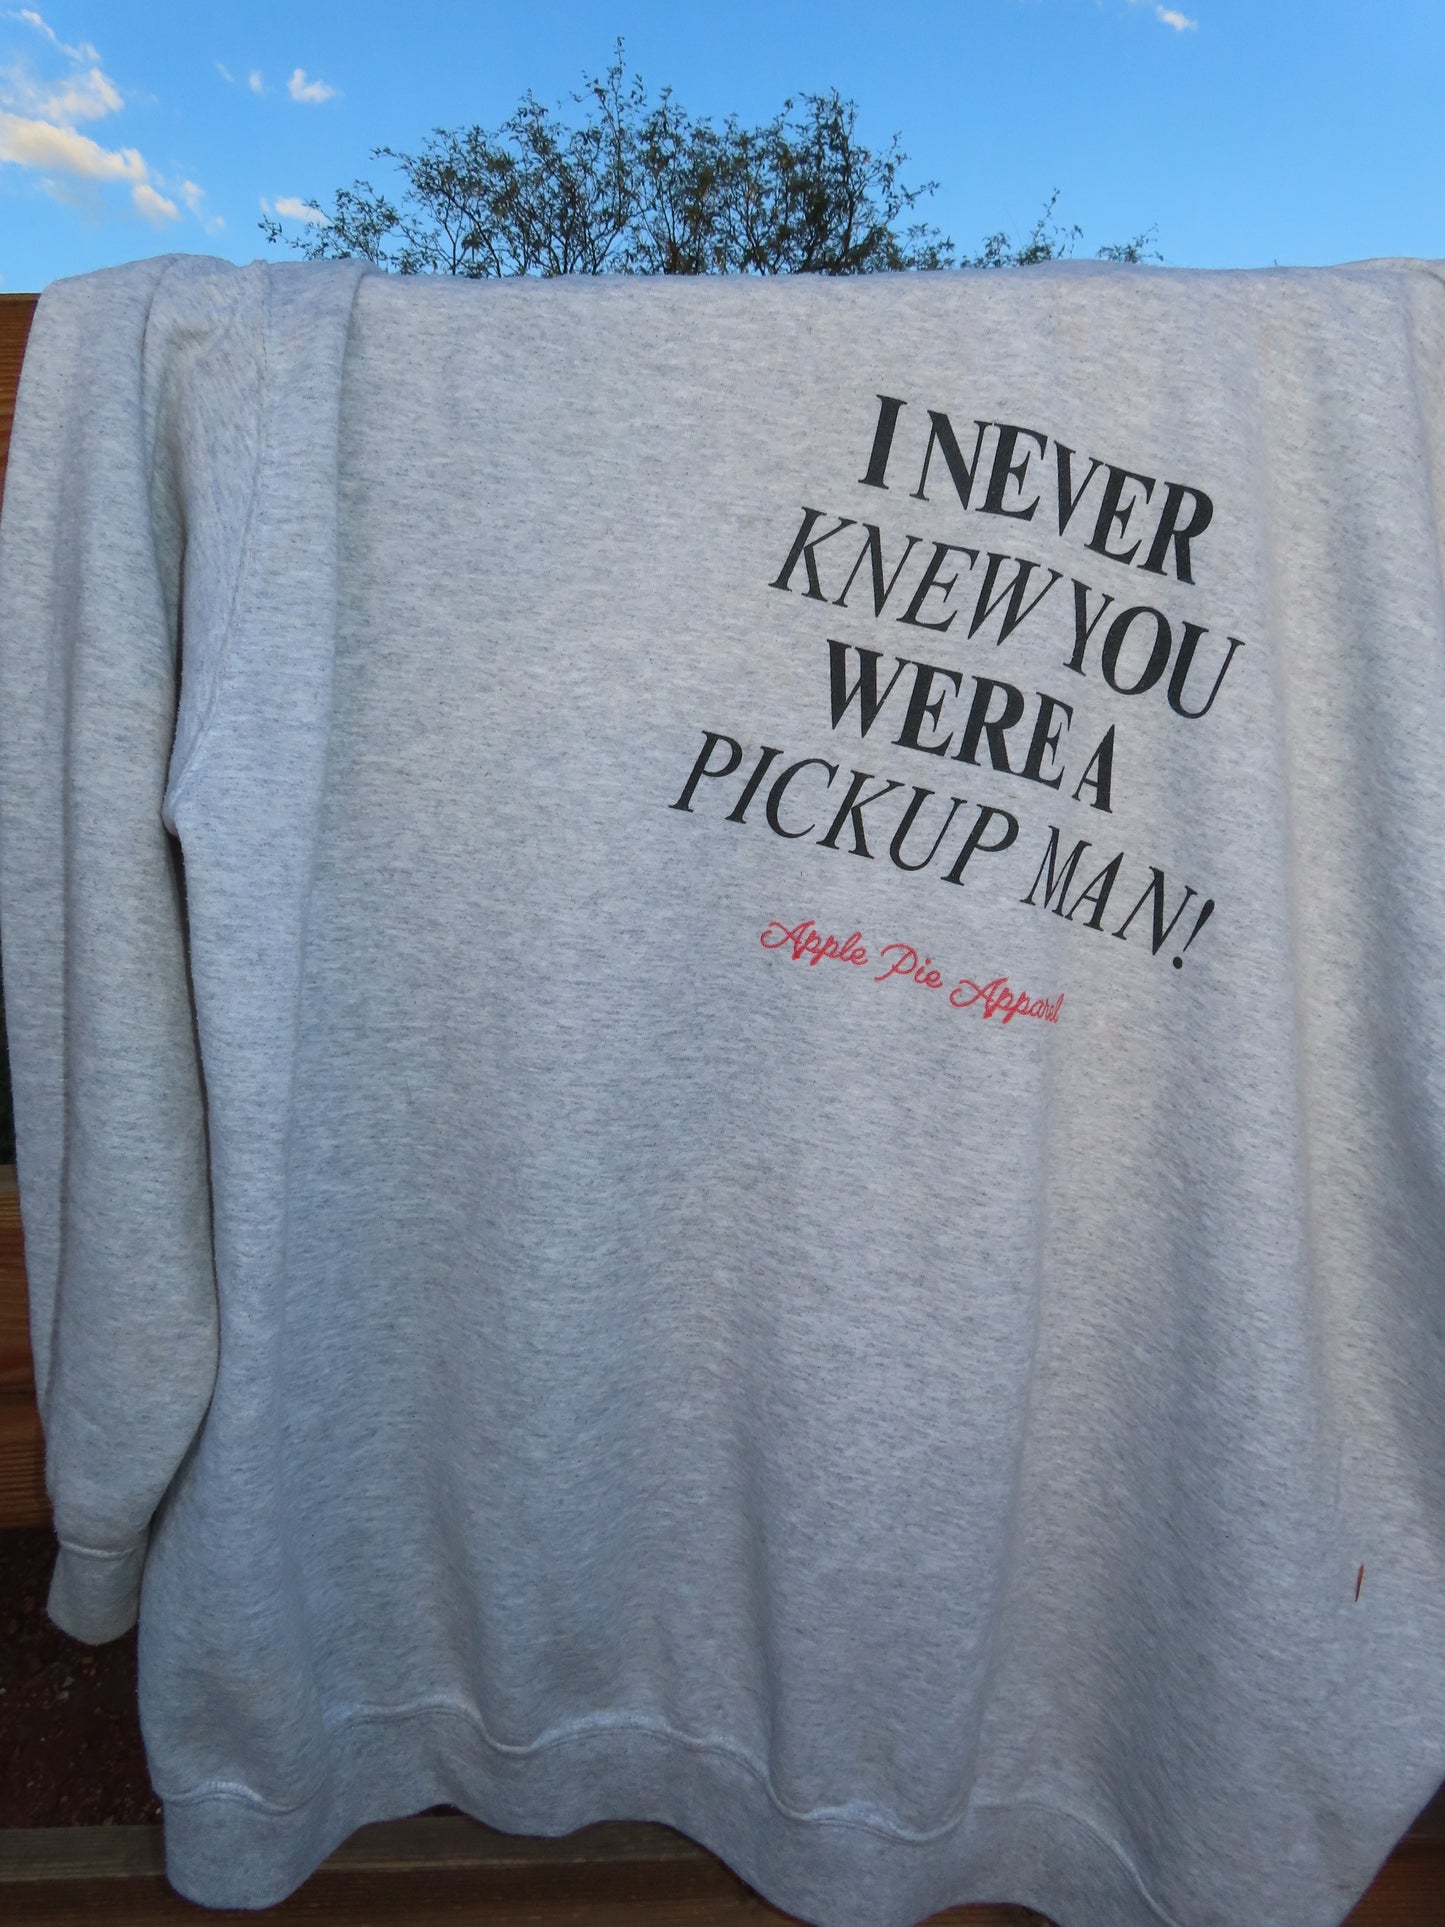 I NEVER
KNEW YOU
WERE A
PICKUP MAN!
Apple Pie Apparel